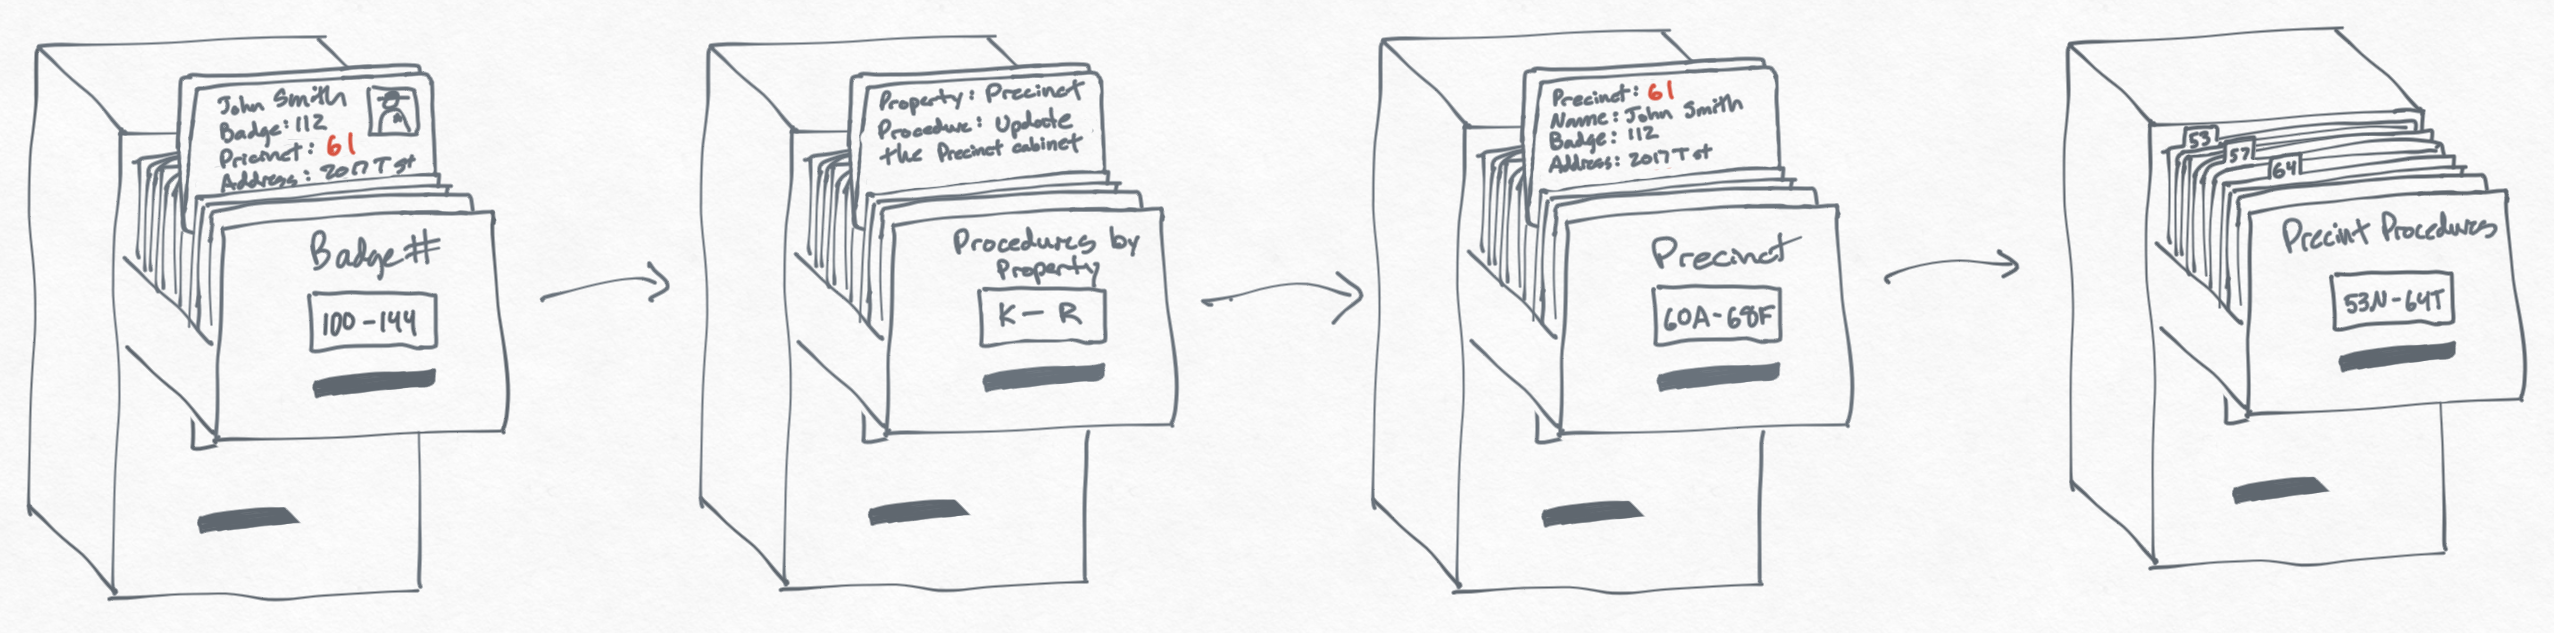 John Smith
Badge: 112
Pricinct: 61
Address: 2017 T st
Badge #
100-144
Property: Precinct
Procedure: Update
the Precinct cabinet
Procedures by
Property
K- R
Precinct: 61
Name: John Smith
Badge: 112
Address: 2017 T st
Precinct
60A-68F
53
57
64
Precint Procedures
53N-64T